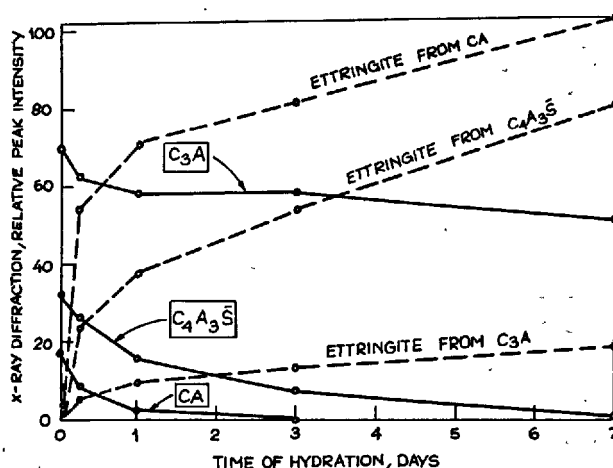 X-RAY DIFFRACTION, RELATIVE PEAK INTENSITY
100
80
60
40
20
0
ETTRINGITE FROM CA
ETTRINGITE FROM C₄A₃S̄
C₃A
C₄A₃S̄
ETTRINGITE FROM C₃A
CA
0 1 2 3 4 5 6 7
TIME OF HYDRATION, DAYS